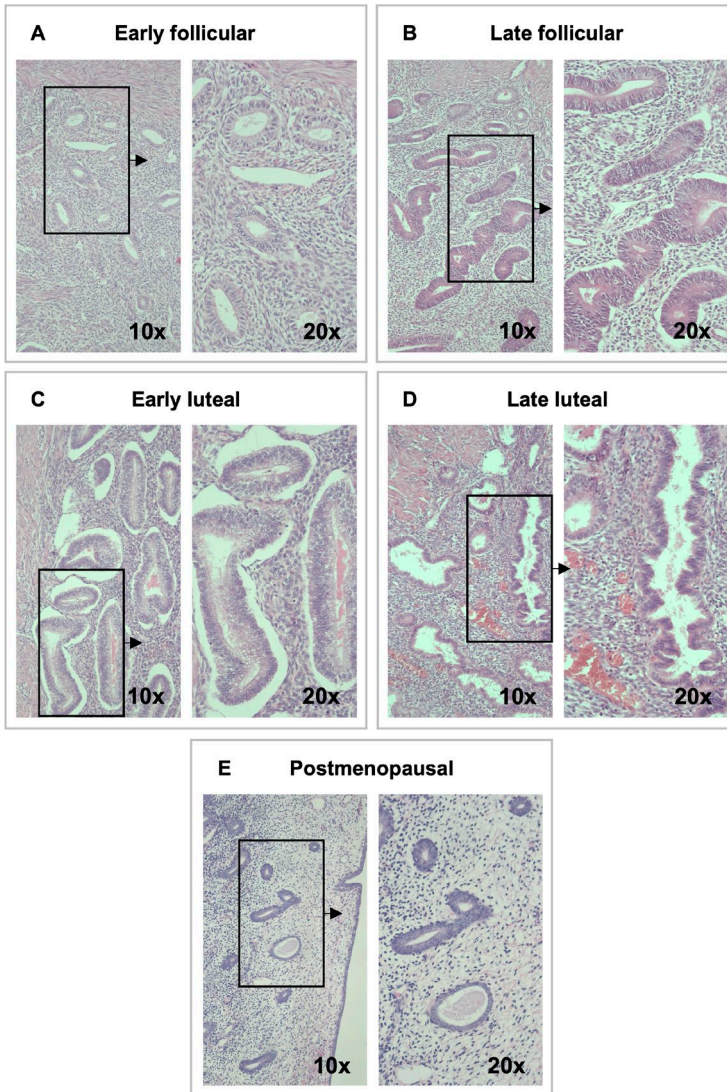 A Early follicular
10x 20x
B Late follicular
10x 20x
C Early luteal
10x 20x
D Late luteal
10x 20x
E Postmenopausal
10x 20x